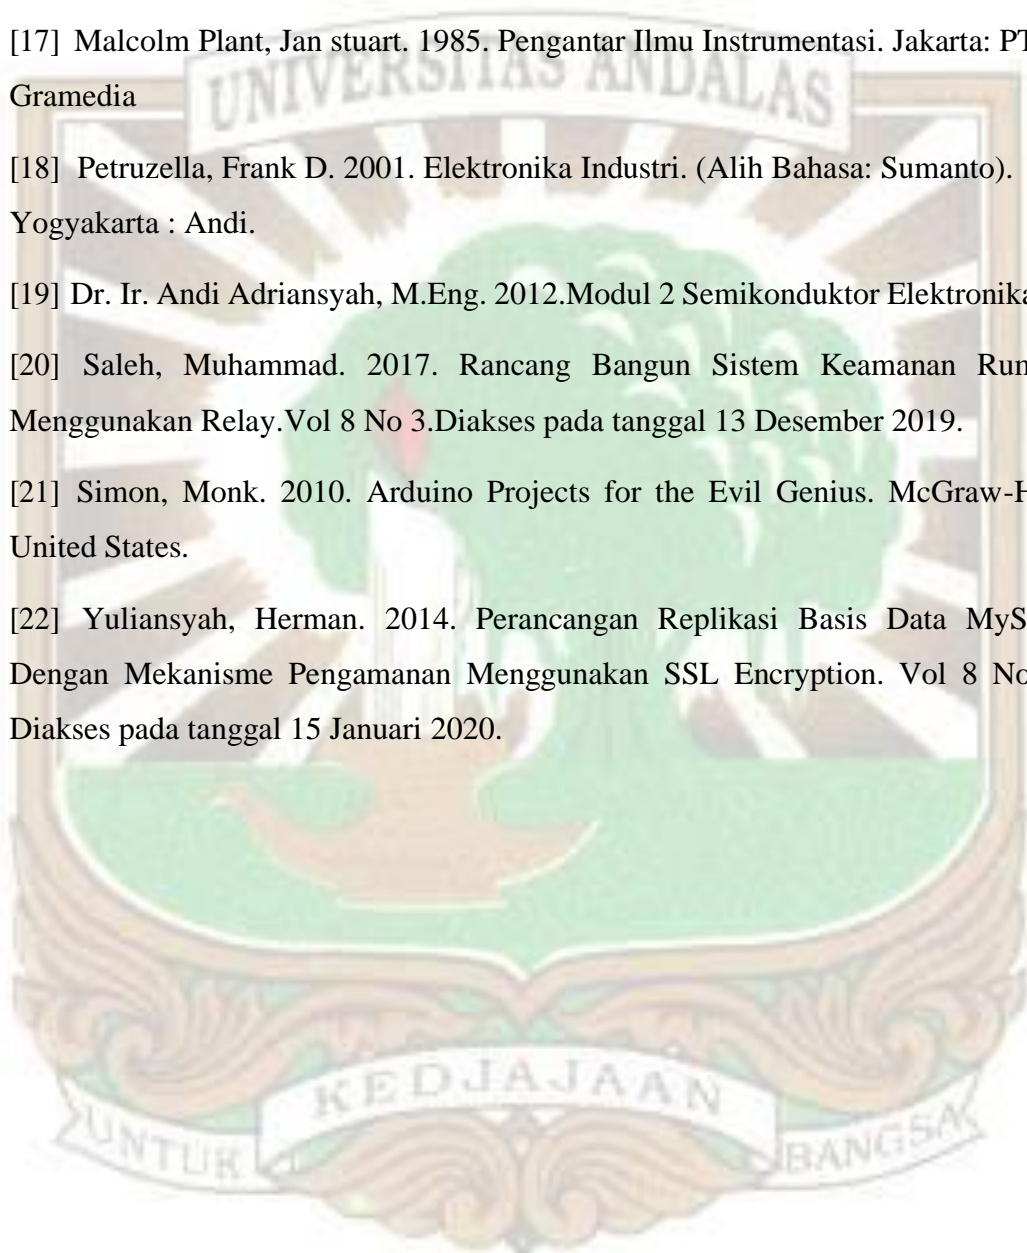 [17] Malcolm Plant, Jan stuart. 1985. Pengantar Ilmu Instrumentasi. Jakarta: PT
Gramedia
UNIVERSITAS ANDALAS
[18] Petruzella, Frank D. 2001. Elektronika Industri. (Alih Bahasa: Sumanto).
Yogyakarta : Andi.
[19] Dr. Ir. Andi Adriansyah, M.Eng. 2012.Modul 2 Semikonduktor Elektronika
[20] Saleh, Muhammad. 2017. Rancang Bangun Sistem Keamanan
Menggunakan Relay.Vol 8 No 3.Diakses pada tanggal 13 Desember 2019.
[21] Simon, Monk. 2010. Arduino Projects for the Evil Genius.
United States.
[22] Yuliansyah, Herman. 2014. Perancangan Replikasi Basis Data
Dengan Mekanisme Pengamanan Menggunakan SSL Encryption. Vol 8 No
Diakses pada tanggal 15 Januari 2020.
UNTUK KEDJAJAAN BANGSA